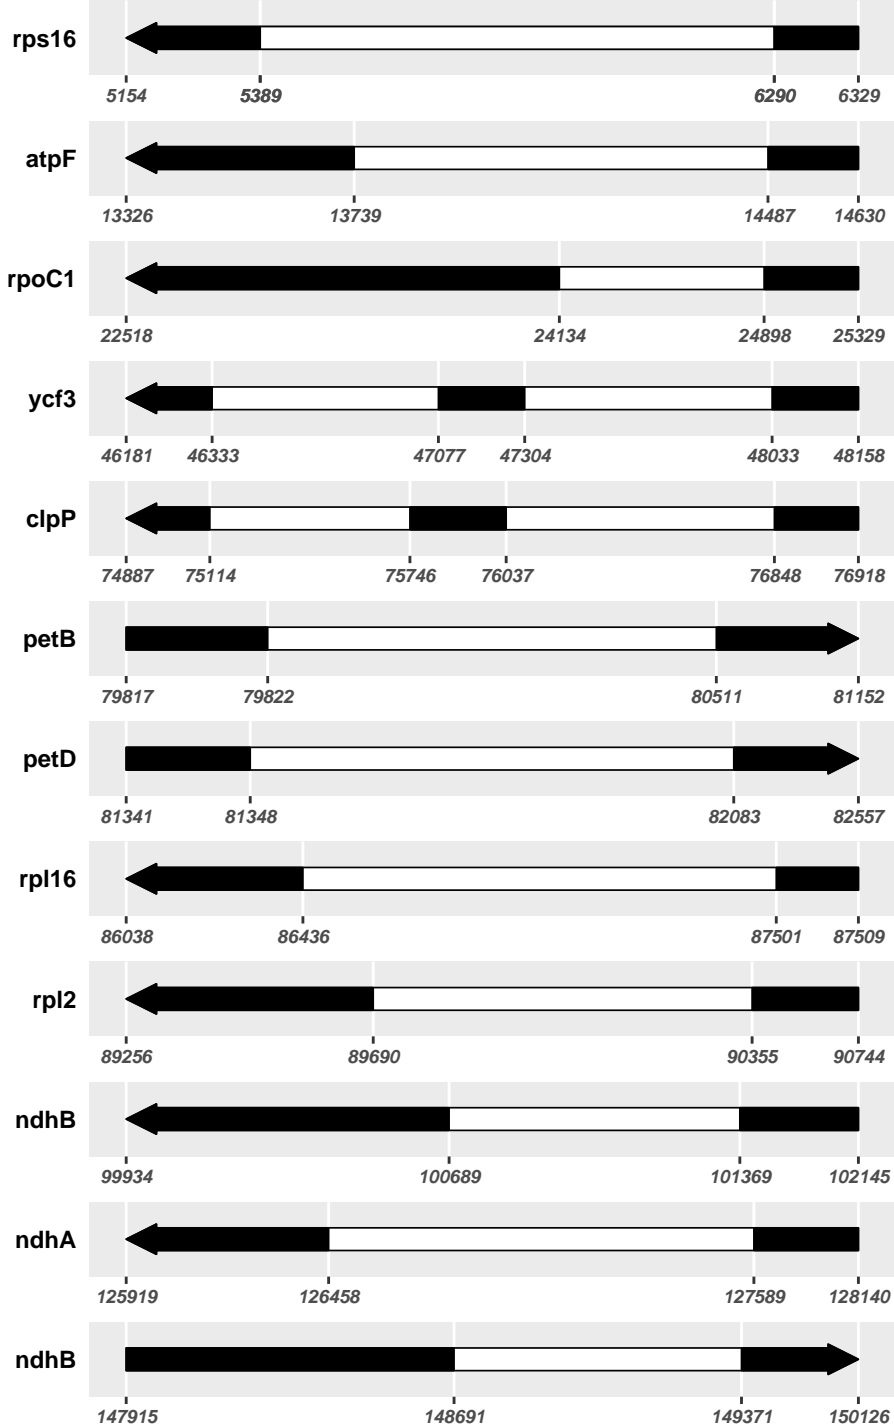 rps16
5154 5389 6290 6329
atpF
13326 13739 14487 14630
rpoC1
22518 24134 24898 25329
ycf3
46181 46333 47077 47304 48033 48158
clpP
74887 75114 75746 76037 76848 76918
petB
79817 79822 80511 81152
petD
81341 81348 82083 82557
rpl16
86038 86436 87501 87509
rpl2
89256 89690 90355 90744
ndhB
99934 100689 101369 102145
ndhA
125919 126458 127589 128140
ndhB
147915 148691 149371 150126